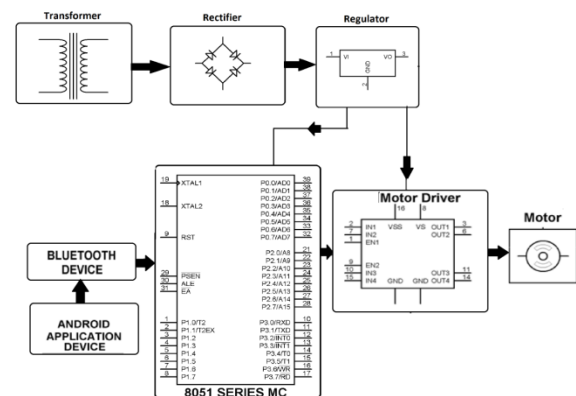 Transformer
Rectifier
Regulator
1 VI VO 3
GND
2
19 XTAL1 P0.0/AD0 39
P0.1/AD1 38
P0.2/AD2 37
18 XTAL2 P0.3/AD3 36
P0.4/AD4 35
P0.5/AD5 34
P0.6/AD6 33
9 RST P0.7/AD7 32
P2.0/A8 21
P2.1/A9 22
P2.2/A10 23
29 PSEN P2.3/A11 24
30 ALE P2.4/A12 25
31 EA P2.5/A13 26
P2.6/A14 27
P2.7/A15 28
1 P1.0/T2 P3.0/RXD 10
2 P1.1/T2EX P3.1/TXD 11
3 P1.2 P3.2/INT0 12
4 P1.3 P3.3/INT1 13
5 P1.4 P3.4/T0 14
6 P1.5 P3.5/T1 15
7 P1.6 P3.6/WR 16
8 P1.7 P3.7/RD 17
8051 SERIES MC
BLUETOOTH
DEVICE
ANDROID
APPLICATION
DEVICE
Motor Driver
16 8
2 IN1 VSS VS OUT1 3
7 IN2 OUT2 6
1 EN1
9 EN2
10 IN3 OUT3 11
15 IN4 GND GND OUT4 14
Motor